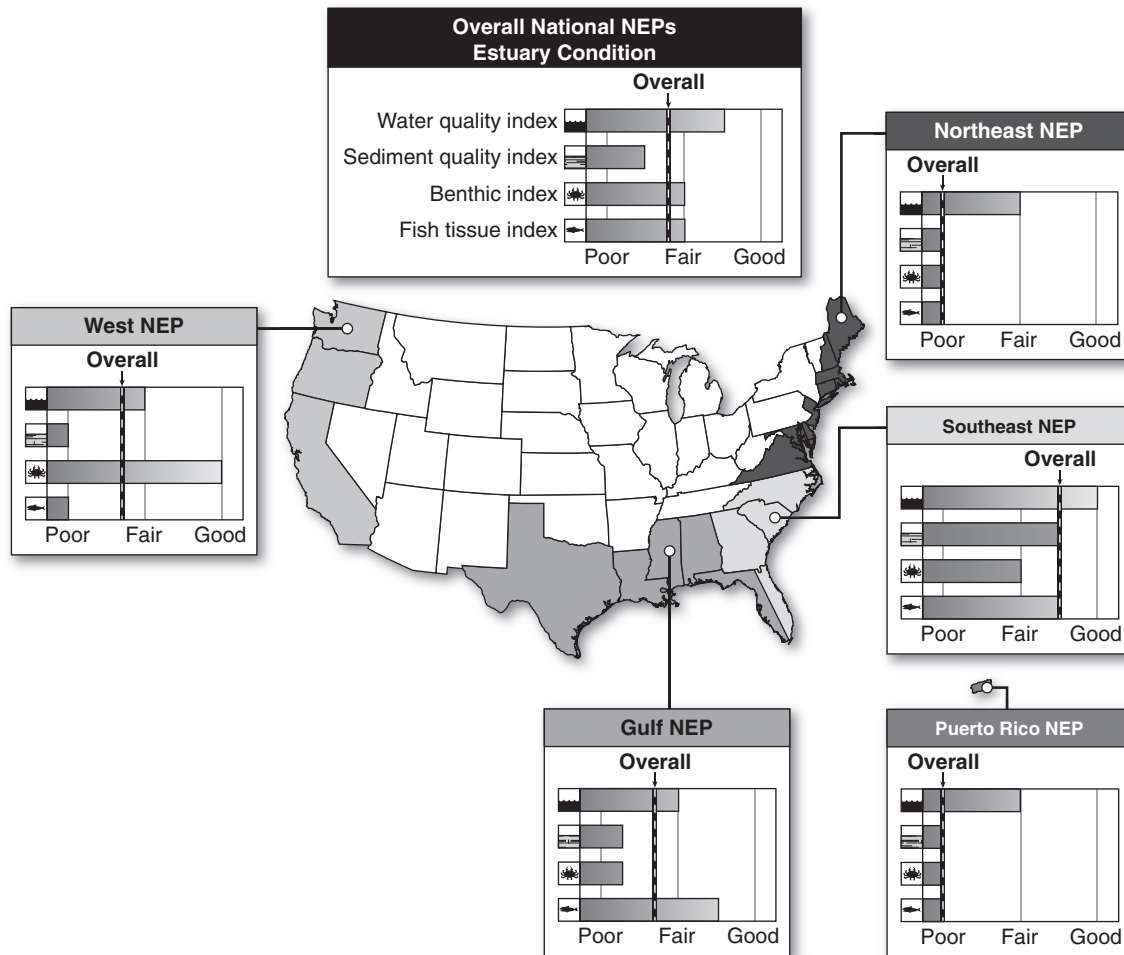 Overall National NEPs
Estuary Condition
Overall
Water quality index
Sediment quality index
Benthic index
Fish tissue index
Poor Fair Good
Northeast NEP
Overall
Poor Fair Good
West NEP
Overall
Poor Fair Good
Southeast NEP
Overall
Poor Fair Good
Gulf NEP
Overall
Poor Fair Good
Puerto Rico NEP
Overall
Poor Fair Good